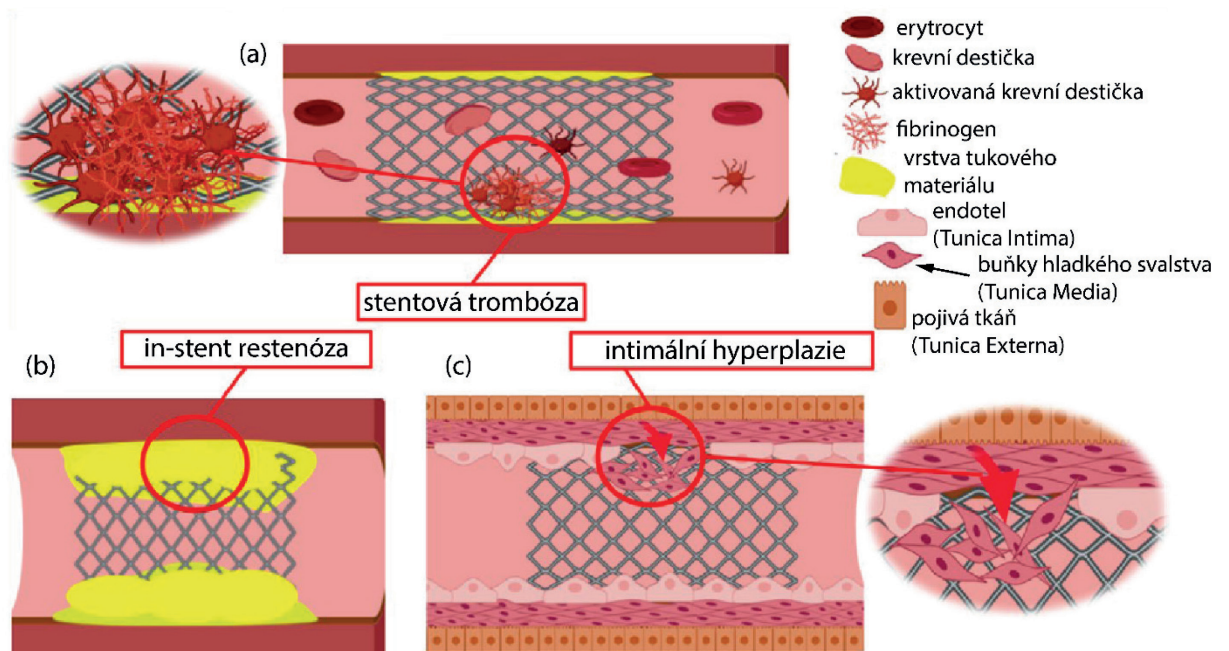 (a)
erytrocyt
krevní destička
aktivovaná krevní destička
fibrinogen
vrstva tukového
materiálu
endotel
(Tunica Intima)
buňky hladkého svalstva
(Tunica Media)
pojivá tkáň
(Tunica Externa)
stentová trombóza
in-stent restenóza
intimální hyperplazie
(b)
(c)